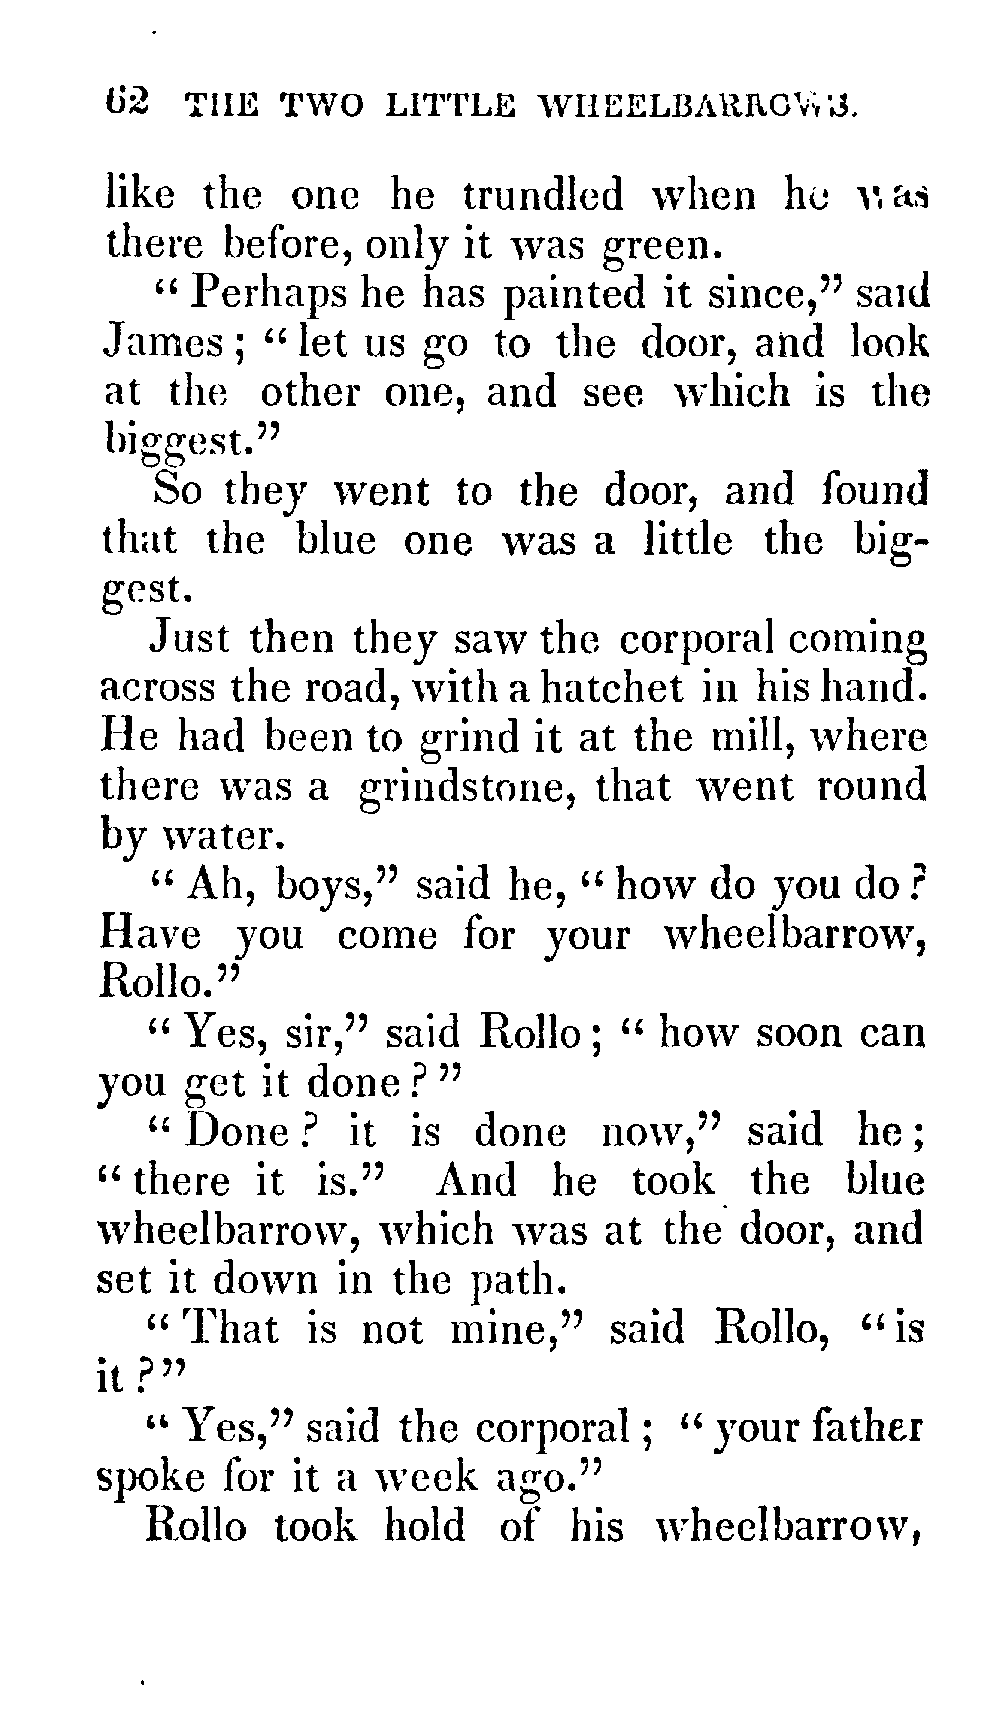 62 THE TWO LITTLE WHEELBARROWS.
like the one he trundled when he was
there before, only it was green.
“ Perhaps he has painted it since,” said
James ; “ let us go to the door, and look
at the other one, and see which is the
biggest.”
So they went to the door, and found
that the blue one was a little the big-
gest.
Just then they saw the corporal coming
across the road, with a hatchet in his hand.
He had been to grind it at the mill, where
there was a grindstone, that went round
by water.
“ Ah, boys,” said he, “ how do you do ?
Have you come for your wheelbarrow,
Rollo.”
“ Yes, sir,” said Rollo ; “ how soon can
you get it done ? ”
“ Done ? it is done now,” said he ;
“ there it is.” And he took the blue
wheelbarrow, which was at the door, and
set it down in the path.
“ That is not mine,” said Rollo, “ is
it ?”
“ Yes,” said the corporal ; “ your father
spoke for it a week ago.”
Rollo took hold of his wheelbarrow,